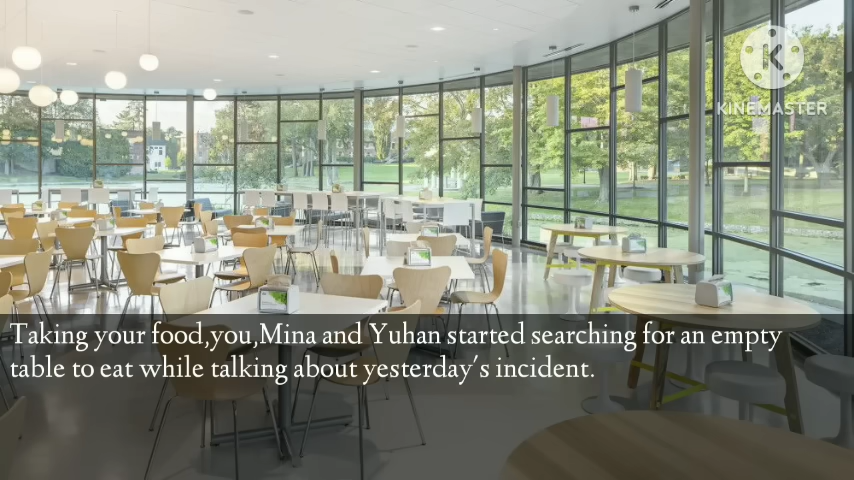 KINEMASTER
Taking your food,you,Mina and Yuhan started searching for an empty
table to eat while talking about yesterday's incident.